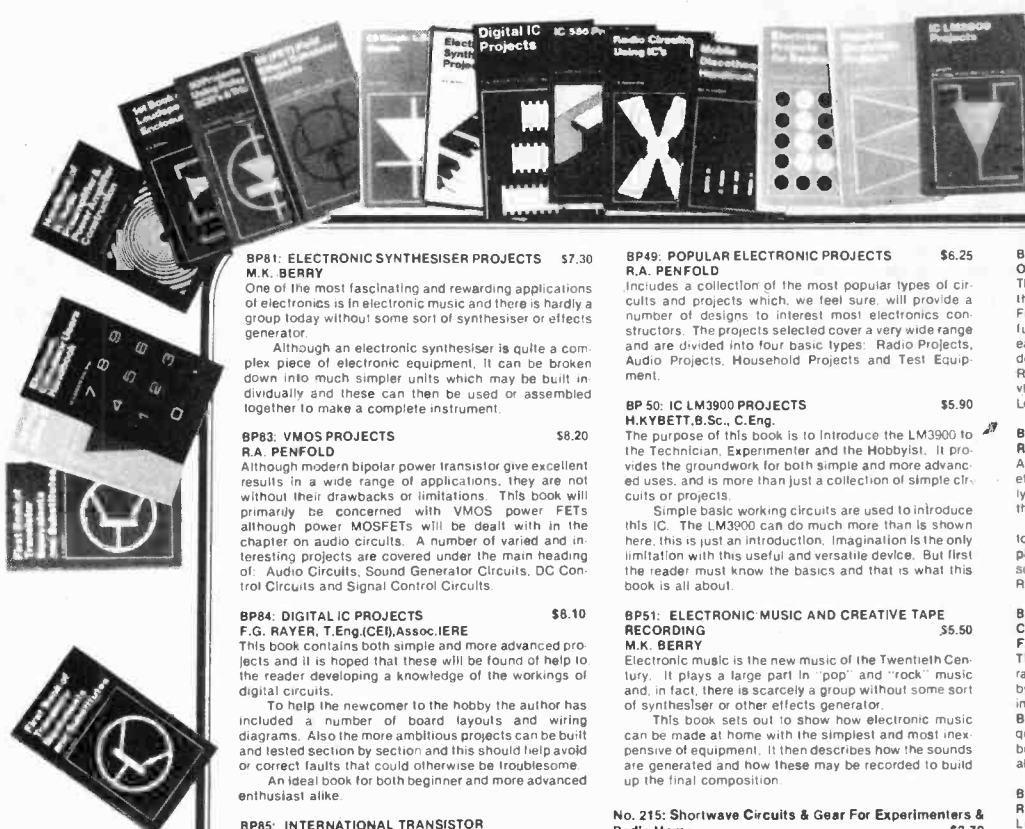 Digital IC
Projects
Radio Circuits
Using IC's
Mobile
Discotheque
Handbook
Electronic
Projects
for Beginners
IC LM3900
Projects
1st Book
Loudspeaker
Enclosures
BP81: ELECTRONIC SYNTHESISER PROJECTS $7.30
M.K. BERRY
One of the most fascinating and rewarding applications
of electronics is in electronic music and there is hardly a
group today without some sort of synthesiser or effects
generator.
Although an electronic synthesiser is quite a com-
plex piece of electronic equipment, it can be broken
down into much simpler units which may be built in-
dividually and these can then be used or assembled
together to make a complete instrument.
BP83: VMOS PROJECTS $8.20
R.A. PENFOLD
Although modern bipolar power transistor give excellent
results in a wide range of applications, they are not
without their drawbacks or limitations. This book will
primarily be concerned with VMOS power FETs
although power MOSFETs will be dealt with in the
chapter on audio circuits. A number of varied and in-
teresting projects are covered under the main heading
of: Audio Circuits, Sound Generator Circuits, DC Con-
trol Circuits and Signal Control Circuits.
BP84: DIGITAL IC PROJECTS $8.10
F.G. RAYER, T.Eng.(CEI),Assoc.IERE
This book contains both simple and more advanced pro-
jects and it is hoped that these will be found of help to
the reader developing a knowledge of the workings of
digital circuits.
To help the newcomer to the hobby the author has
included a number of board layouts and wiring
diagrams. Also the more ambitious projects can be built
and tested section by section and this should help avoid
or correct faults that could otherwise be troublesome.
An ideal book for both beginner and more advanced
enthusiast alike.
BP85: INTERNATIONAL TRANSISTOR
BP49: POPULAR ELECTRONIC PROJECTS $6.25
R.A. PENFOLD
Includes a collection of the most popular types of cir-
cuits and projects which, we feel sure, will provide a
number of designs to interest most electronics con-
structors. The projects selected cover a very wide range
and are divided into four basic types: Radio Projects,
Audio Projects, Household Projects and Test Equip-
ment.
BP 50: IC LM3900 PROJECTS $5.90
H.KYBETT,B.Sc., C.Eng.
The purpose of this book is to introduce the LM3900 to
the Technician, Experimenter and the Hobbyist. It pro-
vides the groundwork for both simple and more advanc-
ed uses, and is more than just a collection of simple cir-
cuits or projects.
Simple basic working circuits are used to introduce
this IC. The LM3900 can do much more than is shown
here, this is just an introduction. Imagination is the only
limitation with this useful and versatile device. But first
the reader must know the basics and that is what this
book is all about.
BP51: ELECTRONIC MUSIC AND CREATIVE TAPE
RECORDING $5.50
M.K. BERRY
Electronic music is the new music of the Twentieth Cen-
tury. It plays a large part in "pop" and "rock" music
and, in fact, there is scarcely a group without some sort
of synthesiser or other effects generator.
This book sets out to show how electronic music
can be made at home with the simplest and most inex-
pensive of equipment. It then describes how the sounds
are generated and how these may be recorded to build
up the final composition.
No. 215: Shortwave Circuits & Gear For Experimenters &